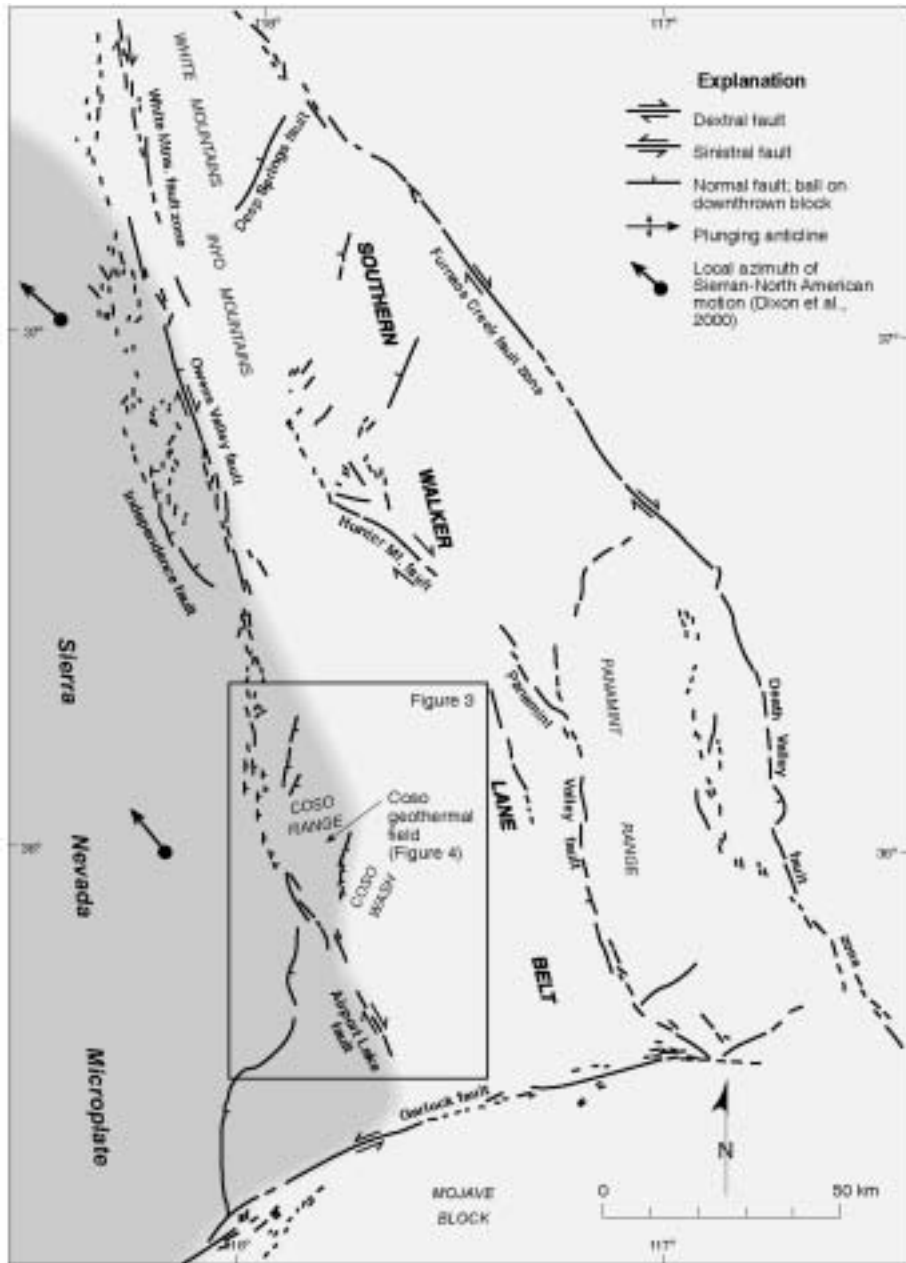 118°
117°
WHITE MOUNTAINS
White Mtns. fault zone
Deep Springs fault
INYO MOUNTAINS
Explanation
Dextral fault
Sinistral fault
Normal fault; ball on
downthrown block
Plunging anticline
Local azimuth of
Sierran-North American
motion (Dixon et al.,
2000)
37°
37°
SOUTHERN
Furnace Creek fault zone
Owens Valley fault
Independence fault
WALKER
Hunter Mt. fault
Sierra
Figure 3
Panamint
PANAMINT
Death Valley
COSO
RANGE
Coso
geothermal
field
(Figure 4)
LANE
Valley fault
RANGE
fault
36°
36°
Nevada
COSO
WASH
zone
BELT
Airport Lake
fault
Microplate
Garlock fault
N
MOJAVE
BLOCK
0
50 km
118°
117°